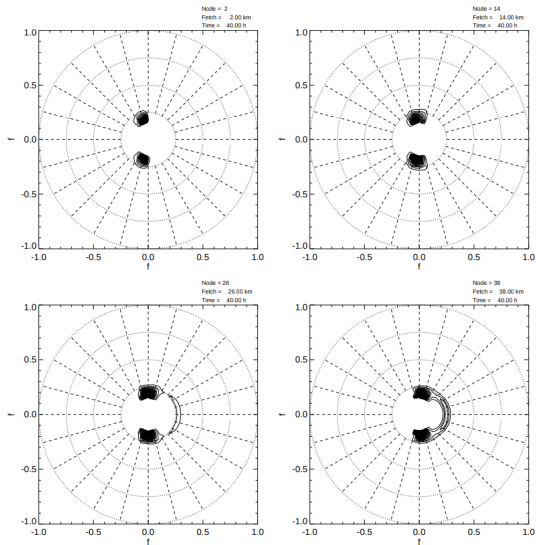 Node = 2
Fetch = 2.00 km
Time = 40.00 h
1.0
0.5
0.0
-0.5
-1.0
f
-1.0 -0.5 0.0 0.5 1.0
f
Node = 14
Fetch = 14.00 km
Time = 40.00 h
1.0
0.5
0.0
-0.5
-1.0
f
-1.0 -0.5 0.0 0.5 1.0
f
Node = 26
Fetch = 26.00 km
Time = 40.00 h
1.0
0.5
0.0
-0.5
-1.0
f
-1.0 -0.5 0.0 0.5 1.0
f
Node = 38
Fetch = 38.00 km
Time = 40.00 h
1.0
0.5
0.0
-0.5
-1.0
f
-1.0 -0.5 0.0 0.5 1.0
f